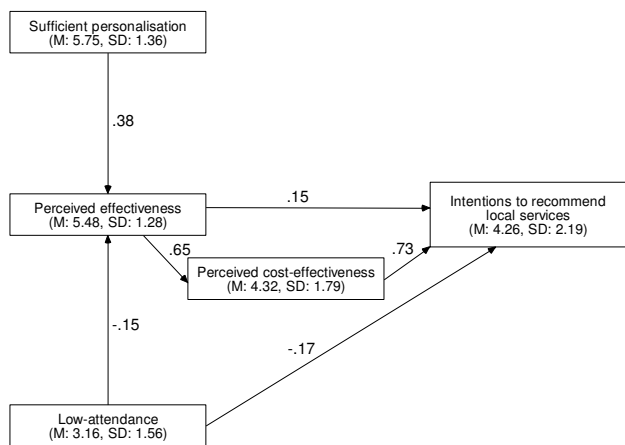 Sufficient personalisation
(M: 5.75, SD: 1.36)
.38
Perceived effectiveness
(M: 5.48, SD: 1.28)
.15
Intentions to recommend
local services
(M: 4.26, SD: 2.19)
.65
.73
Perceived cost-effectiveness
(M: 4.32, SD: 1.79)
-.15
-.17
Low-attendance
(M: 3.16, SD: 1.56)